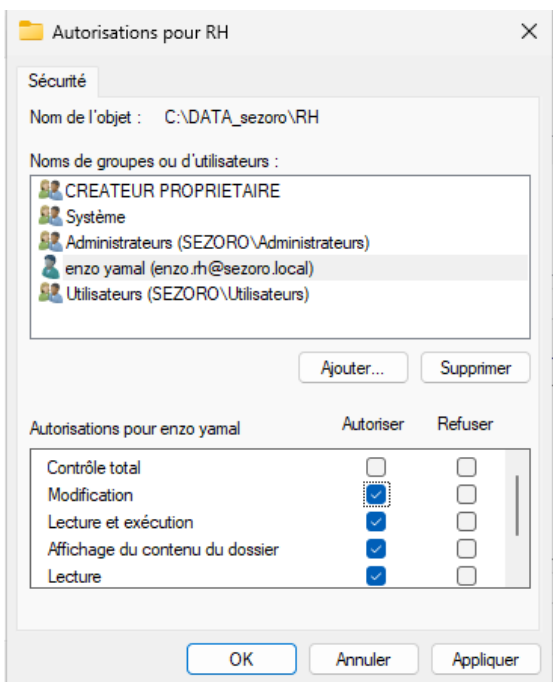 Autorisations pour RH
Sécurité
Nom de l'objet : C:\DATA_sezoro\RH
Noms de groupes ou d'utilisateurs :
CREATEUR PROPRIETAIRE
Système
Administrateurs (SEZORO\Administrateurs)
enzo yamal (enzo.rh@sezoro.local)
Utilisateurs (SEZORO\Utilisateurs)
Ajouter... Supprimer
Autorisations pour enzo yamal Autoriser Refuser
Contrôle total
Modification
Lecture et exécution
Affichage du contenu du dossier
Lecture
OK Annuler Appliquer